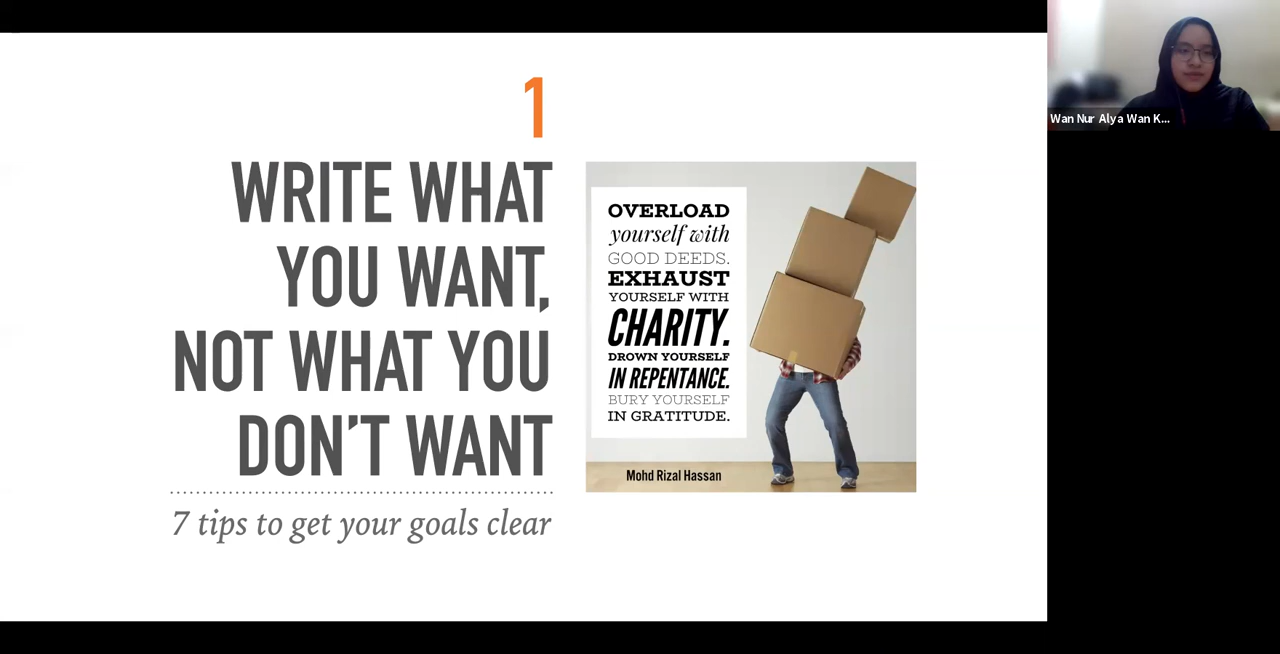 1
WRITE WHAT
YOU WANT,
NOT WHAT YOU
DON'T WANT
7 tips to get your goals clear
OVERLOAD
yourself with
GOOD DEEDS.
EXHAUST
YOURSELF WITH
CHARITY.
DROWN YOURSELF
IN REPENTANCE.
BURY YOURSELF
IN GRATITUDE.
Mohd Rizal Hassan
Wan Nur Alya Wan K...